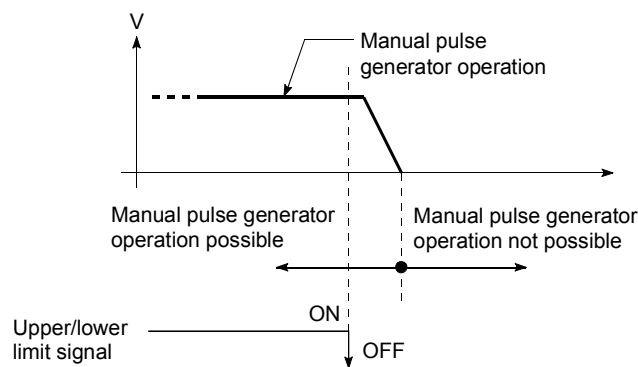 V
Manual pulse
generator operation
Manual pulse generator
operation possible
Manual pulse generator
operation not possible
ON
Upper/lower
limit signal
OFF